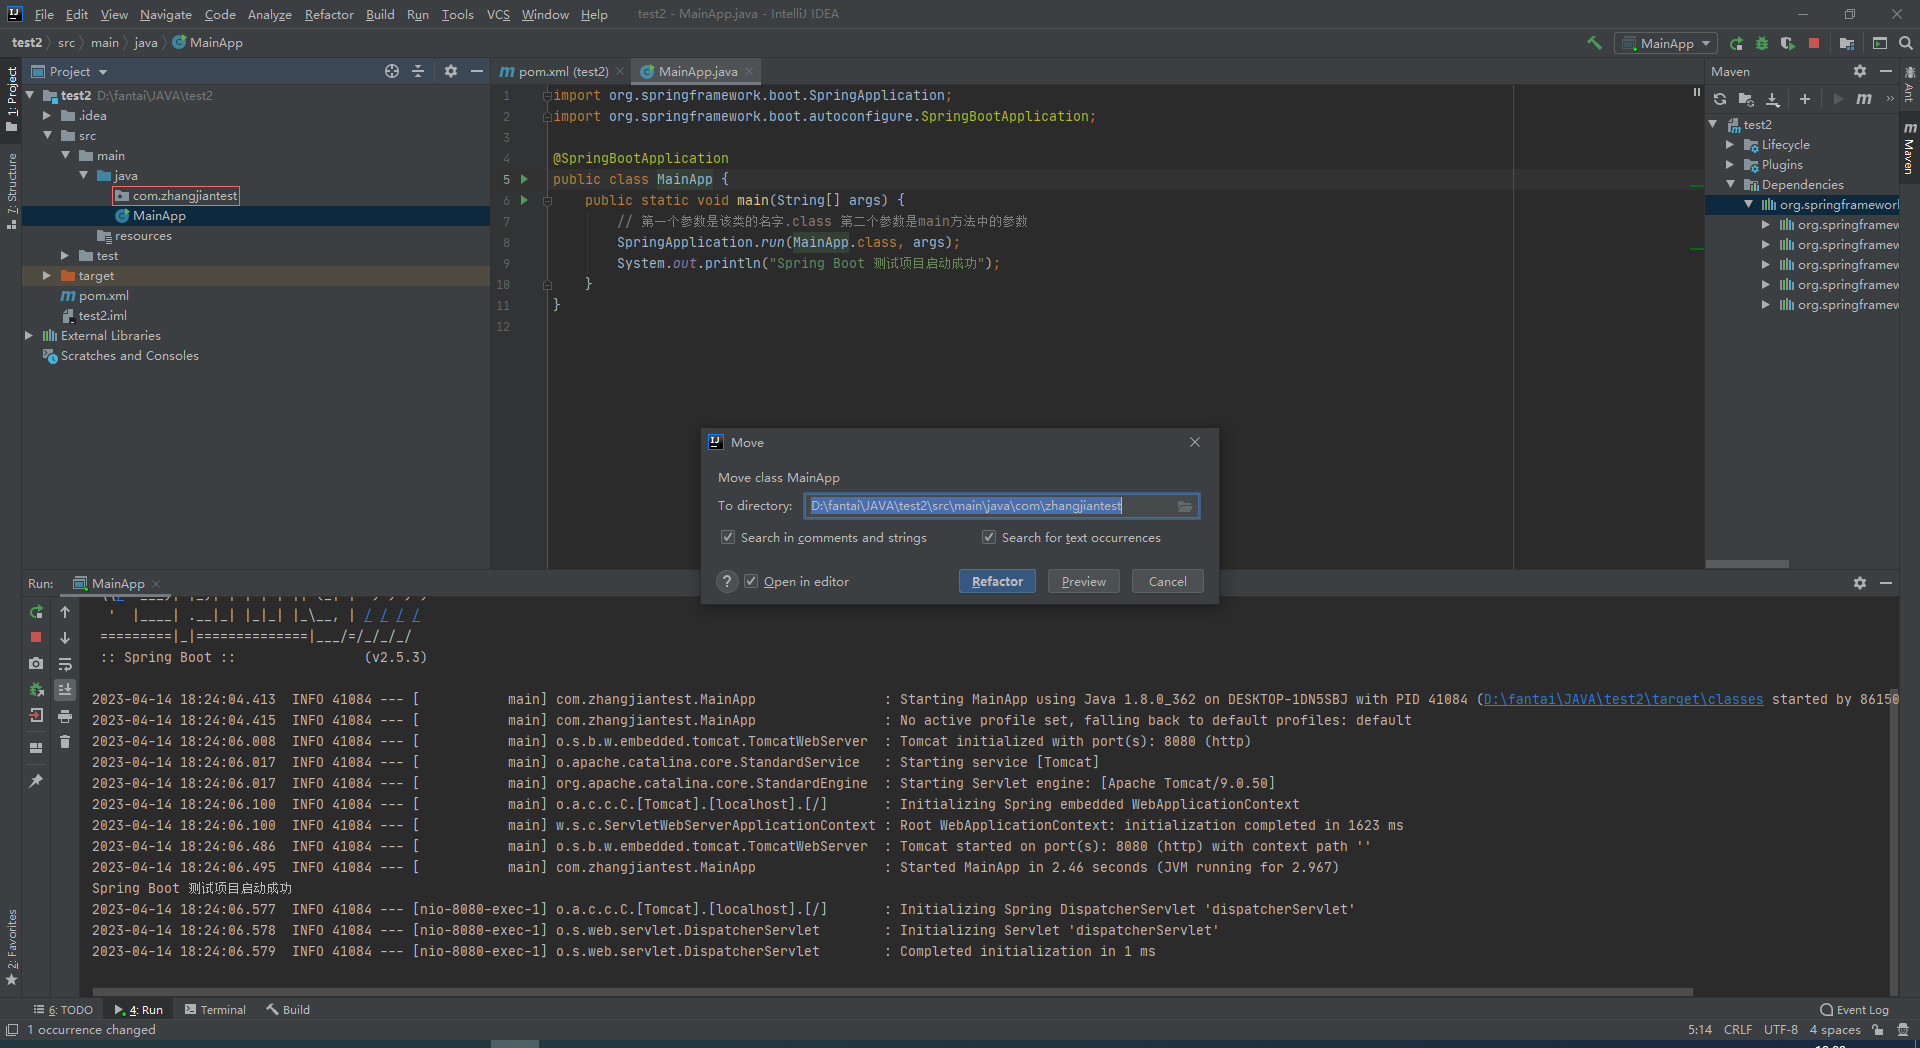 File Edit View Navigate Code Analyze Refactor Build Run Tools VCS Window Help test2 - MainApp.java - IntelliJ IDEA
test2 src main java MainApp
MainApp
Project
pom.xml (test2)
MainApp.java
Maven
1: Project
7: Structure
2: Favorites
Ant
Maven
test2 D:\fantai\JAVA\test2
.idea
src
main
java
com.zhangjiantest
MainApp
resources
test
target
pom.xml
test2.iml
External Libraries
Scratches and Consoles
1 import org.springframework.boot.SpringApplication;
2 import org.springframework.boot.autoconfigure.SpringBootApplication;
3
4 @SpringBootApplication
5 public class MainApp {
6 public static void main(String[] args) {
7 // 第一个参数是该类的名字.class 第二个参数是main方法中的参数
8 SpringApplication.run(MainApp.class, args);
9 System.out.println("Spring Boot 测试项目启动成功");
10 }
11 }
12
test2
Lifecycle
Plugins
Dependencies
org.springframework
org.springframew
org.springframew
org.springframew
org.springframew
org.springframew
Move
Move class MainApp
To directory: D:\fantai\JAVA\test2\src\main\java\com\zhangjiantest
Search in comments and strings Search for text occurrences
? Open in editor Refactor Preview Cancel
Run: MainApp
' |____| .__|_| |_|_| |_\__, | / / / /
=========|_|==============|___/=/_/_/_/
:: Spring Boot :: (v2.5.3)
2023-04-14 18:24:04.413 INFO 41084 --- [ main] com.zhangjiantest.MainApp : Starting MainApp using Java 1.8.0_362 on DESKTOP-1DN5SBJ with PID 41084 (D:\fantai\JAVA\test2\target\classes started by 86150
2023-04-14 18:24:04.415 INFO 41084 --- [ main] com.zhangjiantest.MainApp : No active profile set, falling back to default profiles: default
2023-04-14 18:24:06.008 INFO 41084 --- [ main] o.s.b.w.embedded.tomcat.TomcatWebServer : Tomcat initialized with port(s): 8080 (http)
2023-04-14 18:24:06.017 INFO 41084 --- [ main] o.apache.catalina.core.StandardService : Starting service [Tomcat]
2023-04-14 18:24:06.017 INFO 41084 --- [ main] org.apache.catalina.core.StandardEngine : Starting Servlet engine: [Apache Tomcat/9.0.50]
2023-04-14 18:24:06.100 INFO 41084 --- [ main] o.a.c.c.C.[Tomcat].[localhost].[/] : Initializing Spring embedded WebApplicationContext
2023-04-14 18:24:06.100 INFO 41084 --- [ main] w.s.c.ServletWebServerApplicationContext : Root WebApplicationContext: initialization completed in 1623 ms
2023-04-14 18:24:06.486 INFO 41084 --- [ main] o.s.b.w.embedded.tomcat.TomcatWebServer : Tomcat started on port(s): 8080 (http) with context path ''
2023-04-14 18:24:06.495 INFO 41084 --- [ main] com.zhangjiantest.MainApp : Started MainApp in 2.46 seconds (JVM running for 2.967)
Spring Boot 测试项目启动成功
2023-04-14 18:24:06.577 INFO 41084 --- [nio-8080-exec-1] o.a.c.c.C.[Tomcat].[localhost].[/] : Initializing Spring DispatcherServlet 'dispatcherServlet'
2023-04-14 18:24:06.578 INFO 41084 --- [nio-8080-exec-1] o.s.web.servlet.DispatcherServlet : Initializing Servlet 'dispatcherServlet'
2023-04-14 18:24:06.579 INFO 41084 --- [nio-8080-exec-1] o.s.web.servlet.DispatcherServlet : Completed initialization in 1 ms
6: TODO 4: Run Terminal Build Event Log
1 occurrence changed 5:14 CRLF UTF-8 4 spaces